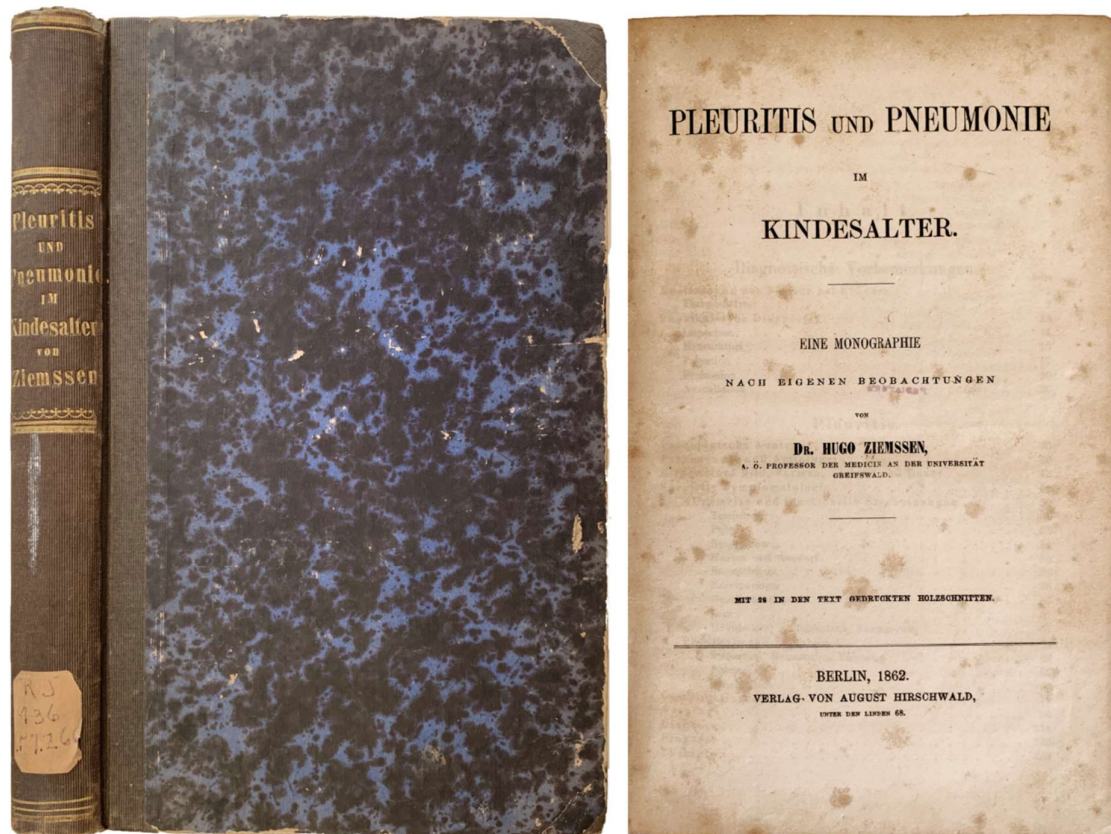 Pleuritis
UND
Pneumonie
IM
Kindesalter
VON
Ziemssen
RJ
436
PLEURITIS UND PNEUMONIE
IM
KINDESALTER.
EINE MONOGRAPHIE
NACH EIGENEN BEOBACHTUNGEN
VON
DR. HUGO ZIEMSSEN,
A. Ö. PROFESSOR DER MEDICIN AN DER UNIVERSITÄT
GREIFSWALD.
MIT 28 IN DEN TEXT GEDRUCKTEN HOLZSCHNITTEN.
BERLIN, 1862.
VERLAG VON AUGUST HIRSCHWALD,
UNTER DEN LINDEN 68.